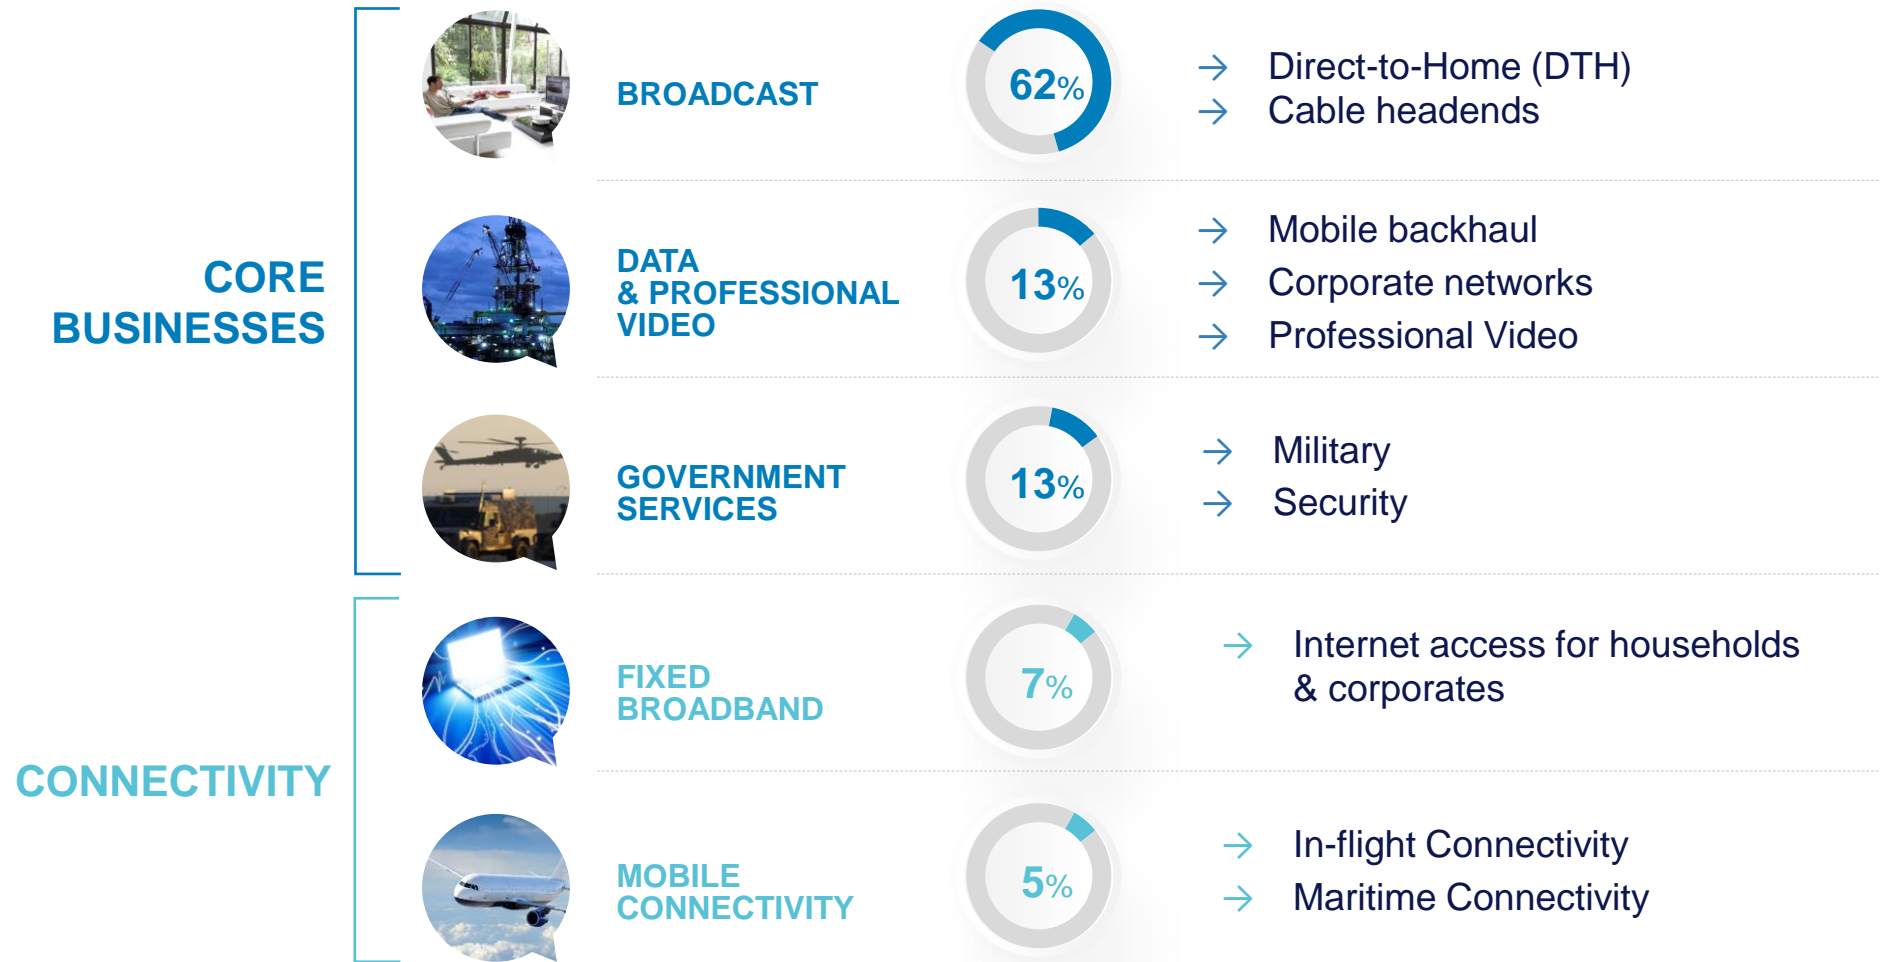 CORE
BUSINESSES
BROADCAST
62%
→ Direct-to-Home (DTH)
→ Cable headends
DATA
& PROFESSIONAL
VIDEO
13%
→ Mobile backhaul
→ Corporate networks
→ Professional Video
GOVERNMENT
SERVICES
13%
→ Military
→ Security
CONNECTIVITY
FIXED
BROADBAND
7%
→ Internet access for households
& corporates
MOBILE
CONNECTIVITY
5%
→ In-flight Connectivity
→ Maritime Connectivity